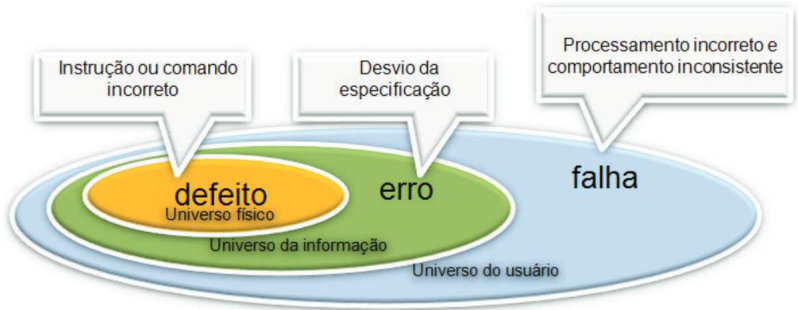 Instrução ou comando
incorreto
Desvio da
especificação
Processamento incorreto e
comportamento inconsistente
defeito
Universo físico
erro
Universo da informação
falha
Universo do usuário